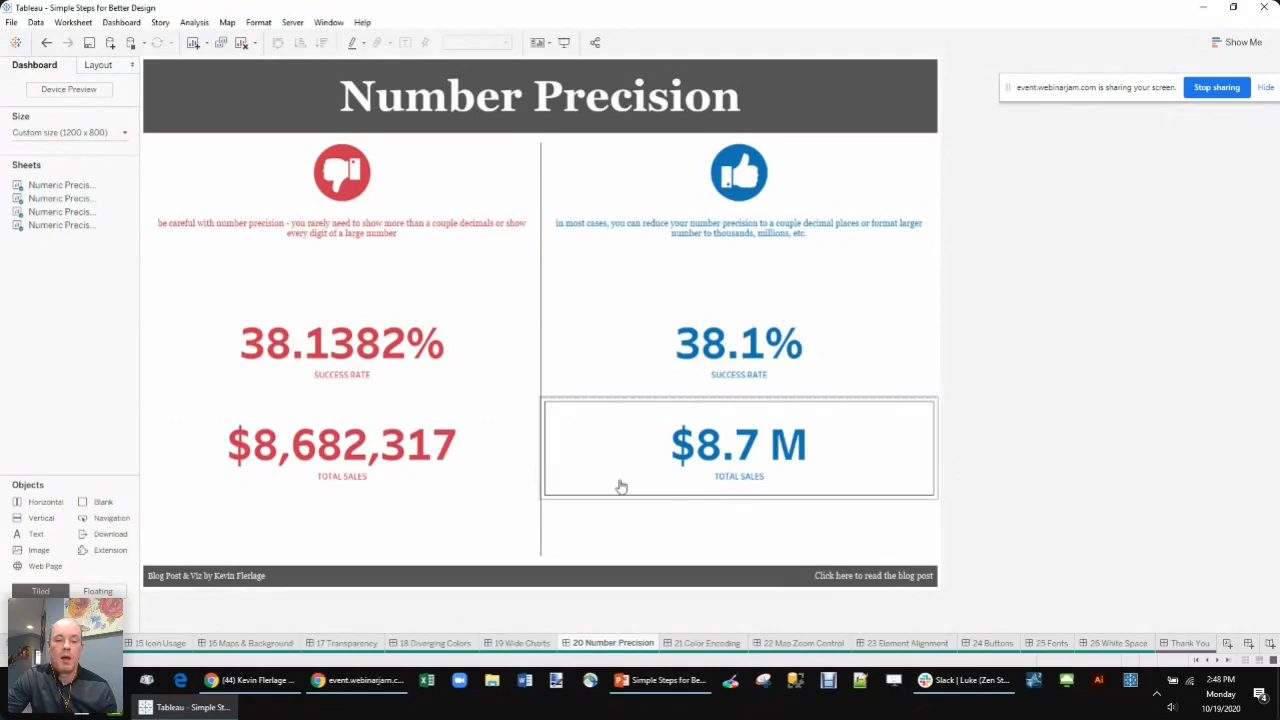 Tableau - Simple Steps for Better Design
File Data Worksheet Dashboard Story Analysis Map Format Server Window Help
Show Me
Dashboard Layout
Device Preview
Size
Custom size (1200 x 800)
Sheets
Numeric Precis...
Numeric Precis...
Numeric Precis...
Numeric Precis...
Objects
Horizontal Blank
Vertical Navigation
Text Download
Image Extension
Web Page
Tiled Floating
event.webinarjam.com is sharing your screen. Stop sharing Hide
Number Precision
be careful with number precision - you rarely need to show more than a couple decimals or show
every digit of a large number
38.1382%
SUCCESS RATE
$8,682,317
TOTAL SALES
in most cases, you can reduce your number precision to a couple decimal places or format larger
number to thousands, millions, etc.
38.1%
SUCCESS RATE
$8.7 M
TOTAL SALES
Blog Post & Viz by Kevin Flerlage Click here to read the blog post
15 Icon Usage 16 Maps & Background 17 Transparency 18 Diverging Colors 19 Wide Charts 20 Number Precision 21 Color Encoding 22 Map Zoom Control 23 Element Alignment 24 Buttons 25 Fonts 26 White Space Thank You
(44) Kevin Flerlage ... event.webinarjam.c... Simple Steps for Be... Slack | Luke (Zen St... Ai
Tableau - Simple St...
2:48 PM
Monday
10/19/2020
4